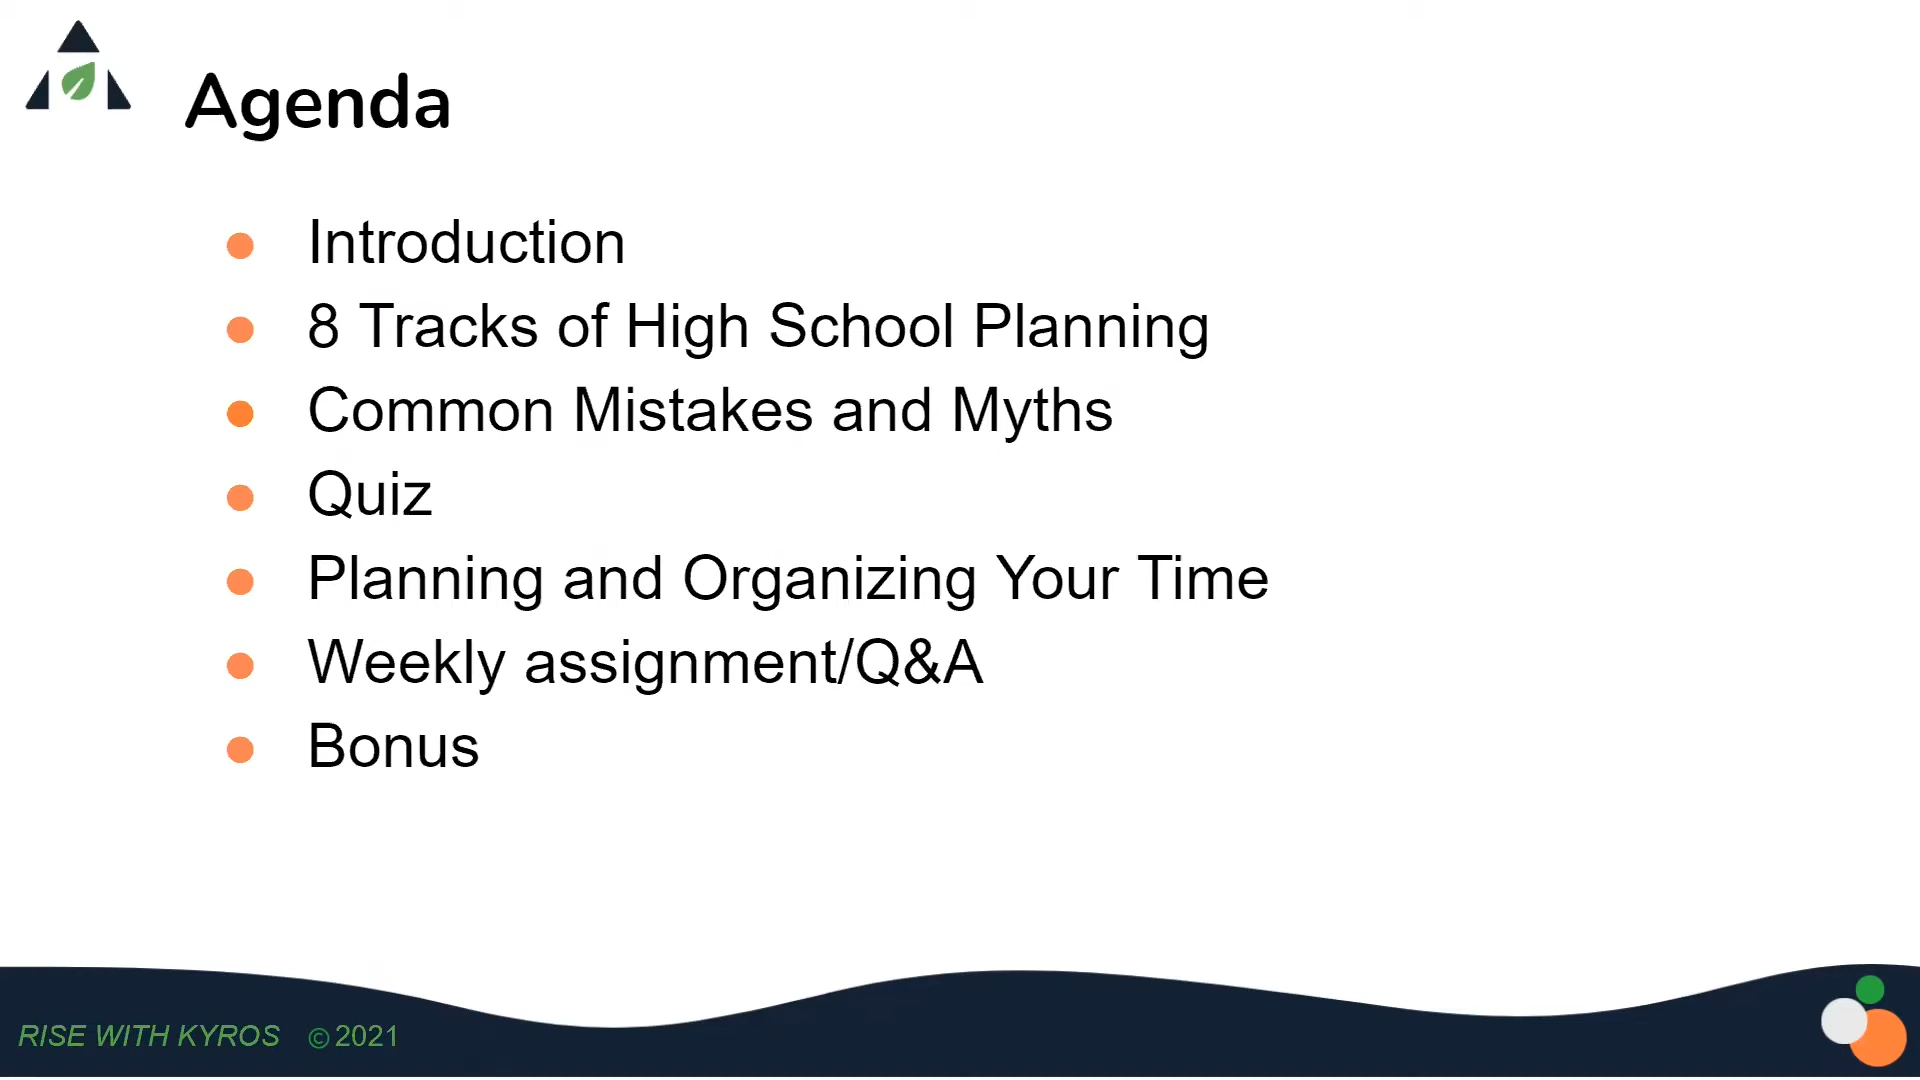 Agenda
● Introduction
● 8 Tracks of High School Planning
● Common Mistakes and Myths
● Quiz
● Planning and Organizing Your Time
● Weekly assignment/Q&A
● Bonus
RISE WITH KYROS © 2021